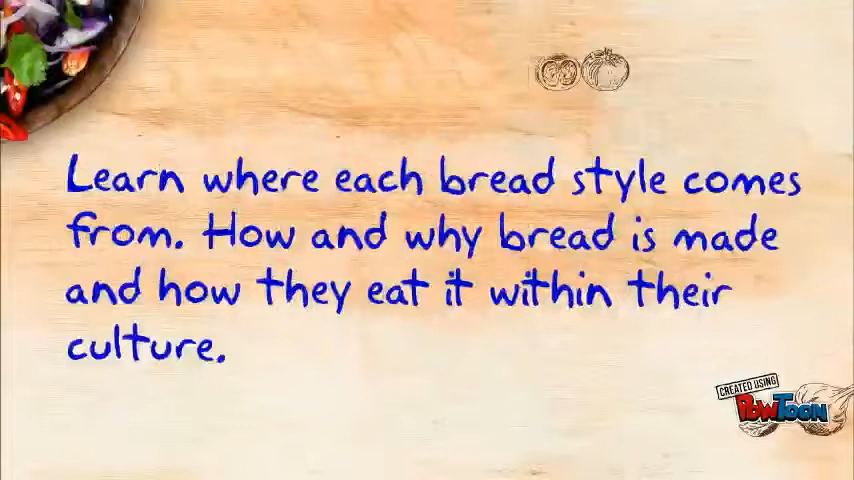 Learn where each bread style comes
from. How and why bread is made
and how they eat it within their
culture.
CREATED USING
POWTOON